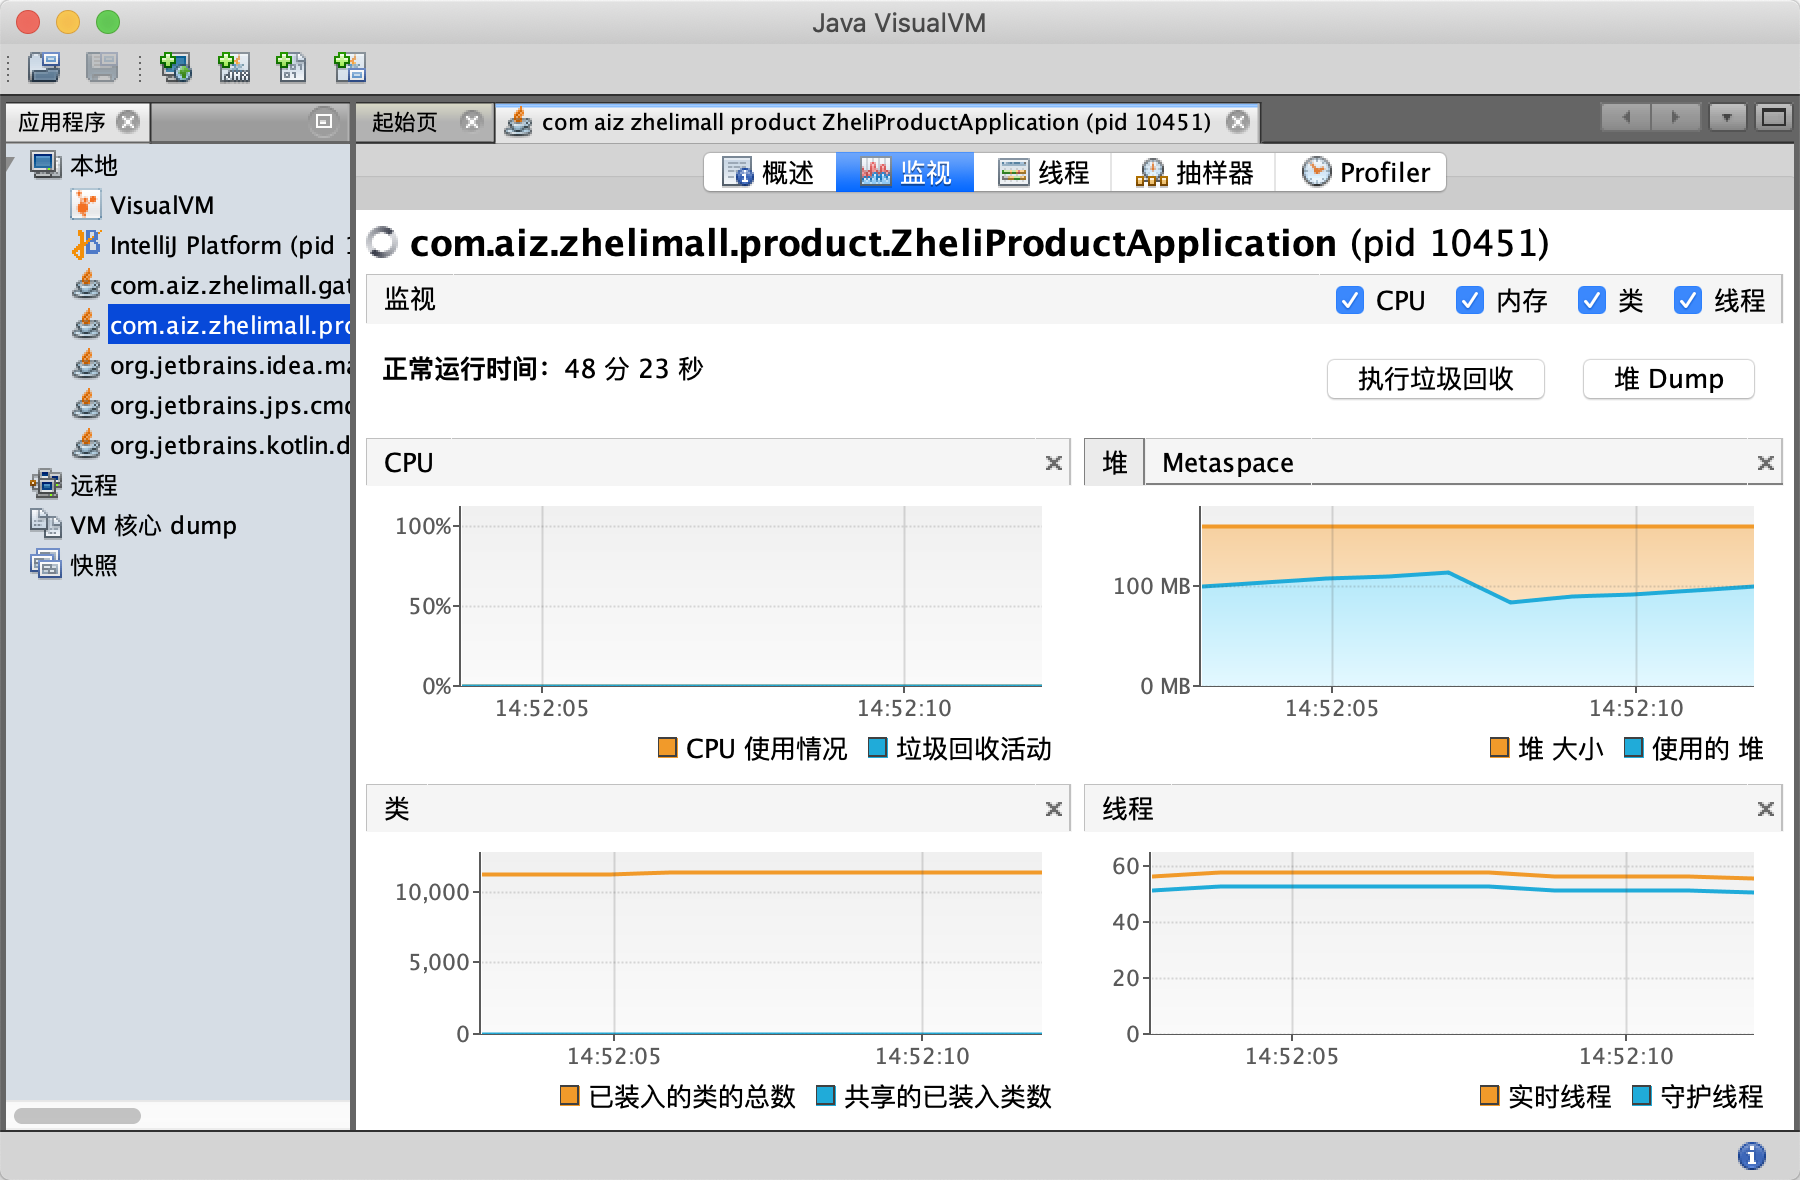 Java VisualVM
应用程序
起始页
com aiz zhelimall product ZheliProductApplication (pid 10451)
本地
VisualVM
IntelliJ Platform (pid 1
com.aiz.zhelimall.gat
com.aiz.zhelimall.pro
org.jetbrains.idea.ma
org.jetbrains.jps.cmd
org.jetbrains.kotlin.d
远程
VM 核心 dump
快照
概述
监视
线程
抽样器
Profiler
com.aiz.zhelimall.product.ZheliProductApplication (pid 10451)
监视
CPU
内存
类
线程
正常运行时间: 48 分 23 秒
执行垃圾回收
堆 Dump
CPU
100%
50%
0%
14:52:05
14:52:10
CPU 使用情况
垃圾回收活动
堆
Metaspace
100 MB
0 MB
14:52:05
14:52:10
堆 大小
使用的 堆
类
10,000
5,000
0
14:52:05
14:52:10
已装入的类的总数
共享的已装入类数
线程
60
40
20
0
14:52:05
14:52:10
实时线程
守护线程